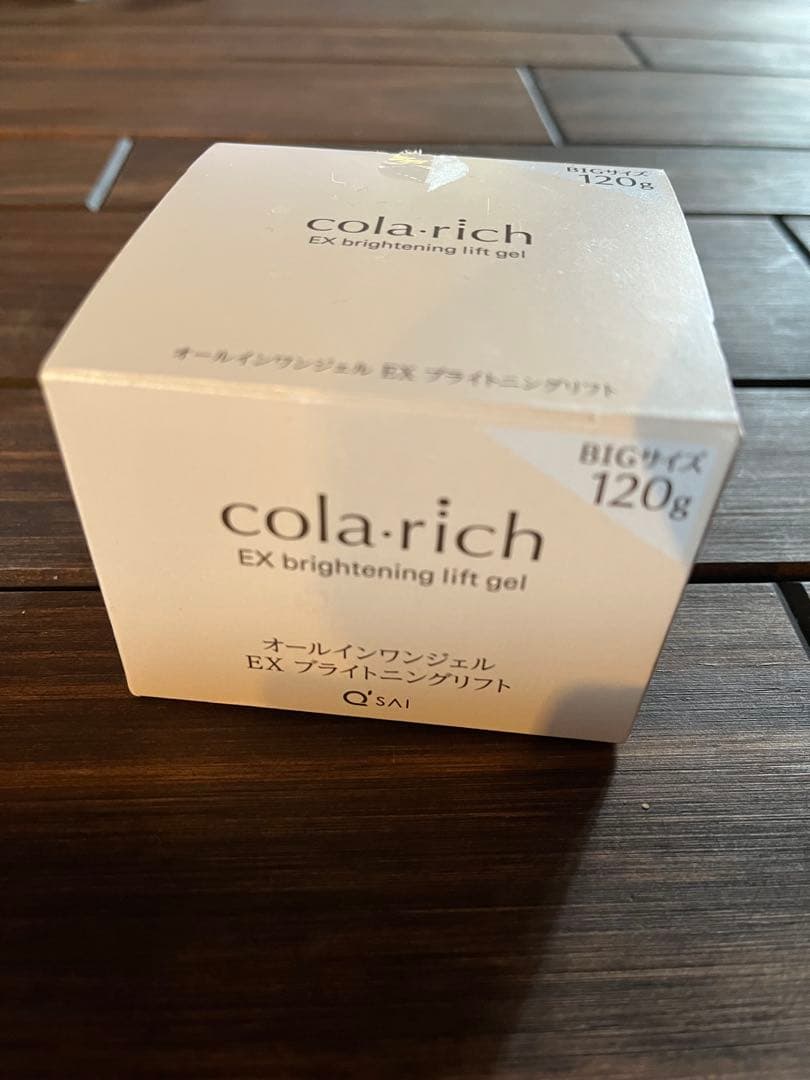 BIGサイズ
120g
cola·rich
EX brightening lift gel
オールインワンジェル EX ブライトニングリフト
BIGサイズ
120g
cola·rich
EX brightening lift gel
オールインワンジェル
EX ブライトニングリフト
Q'SAI